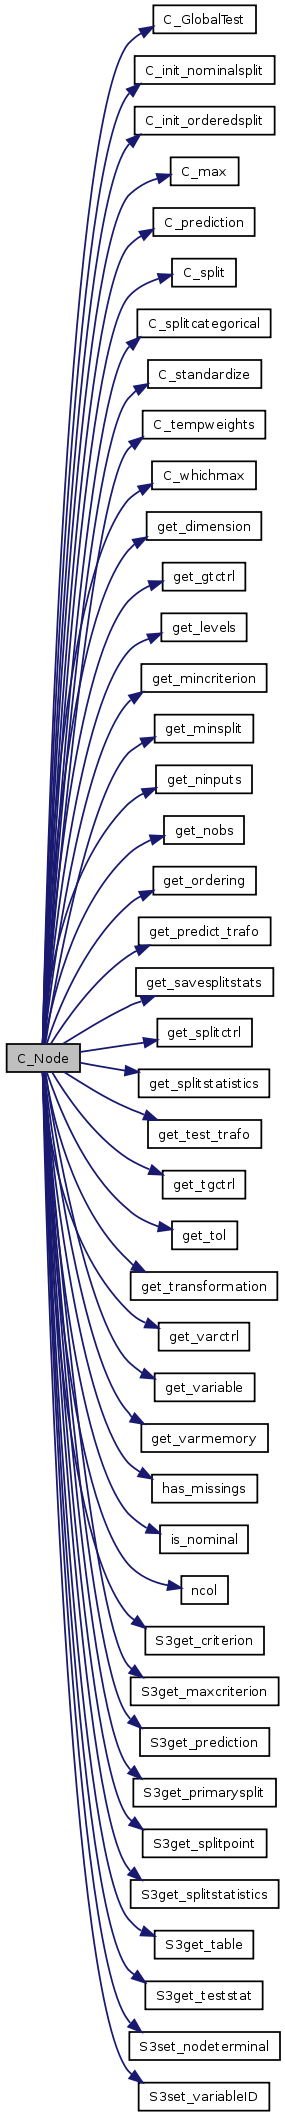 C_GlobalTest
C_init_nominalsplit
C_init_orderedsplit
C_max
C_prediction
C_split
C_splitcategorical
C_standardize
C_tempweights
C_whichmax
get_dimension
get_gtctrl
get_levels
get_mincriterion
get_minsplit
get_ninputs
get_nobs
get_ordering
get_predict_trafo
get_savesplitstats
get_splitctrl
C_Node
get_splitstatistics
get_test_trafo
get_tgctrl
get_tol
get_transformation
get_varctrl
get_variable
get_varmemory
has_missings
is_nominal
ncol
S3get_criterion
S3get_maxcriterion
S3get_prediction
S3get_primarysplit
S3get_splitpoint
S3get_splitstatistics
S3get_table
S3get_teststat
S3set_nodeterminal
S3set_variableID